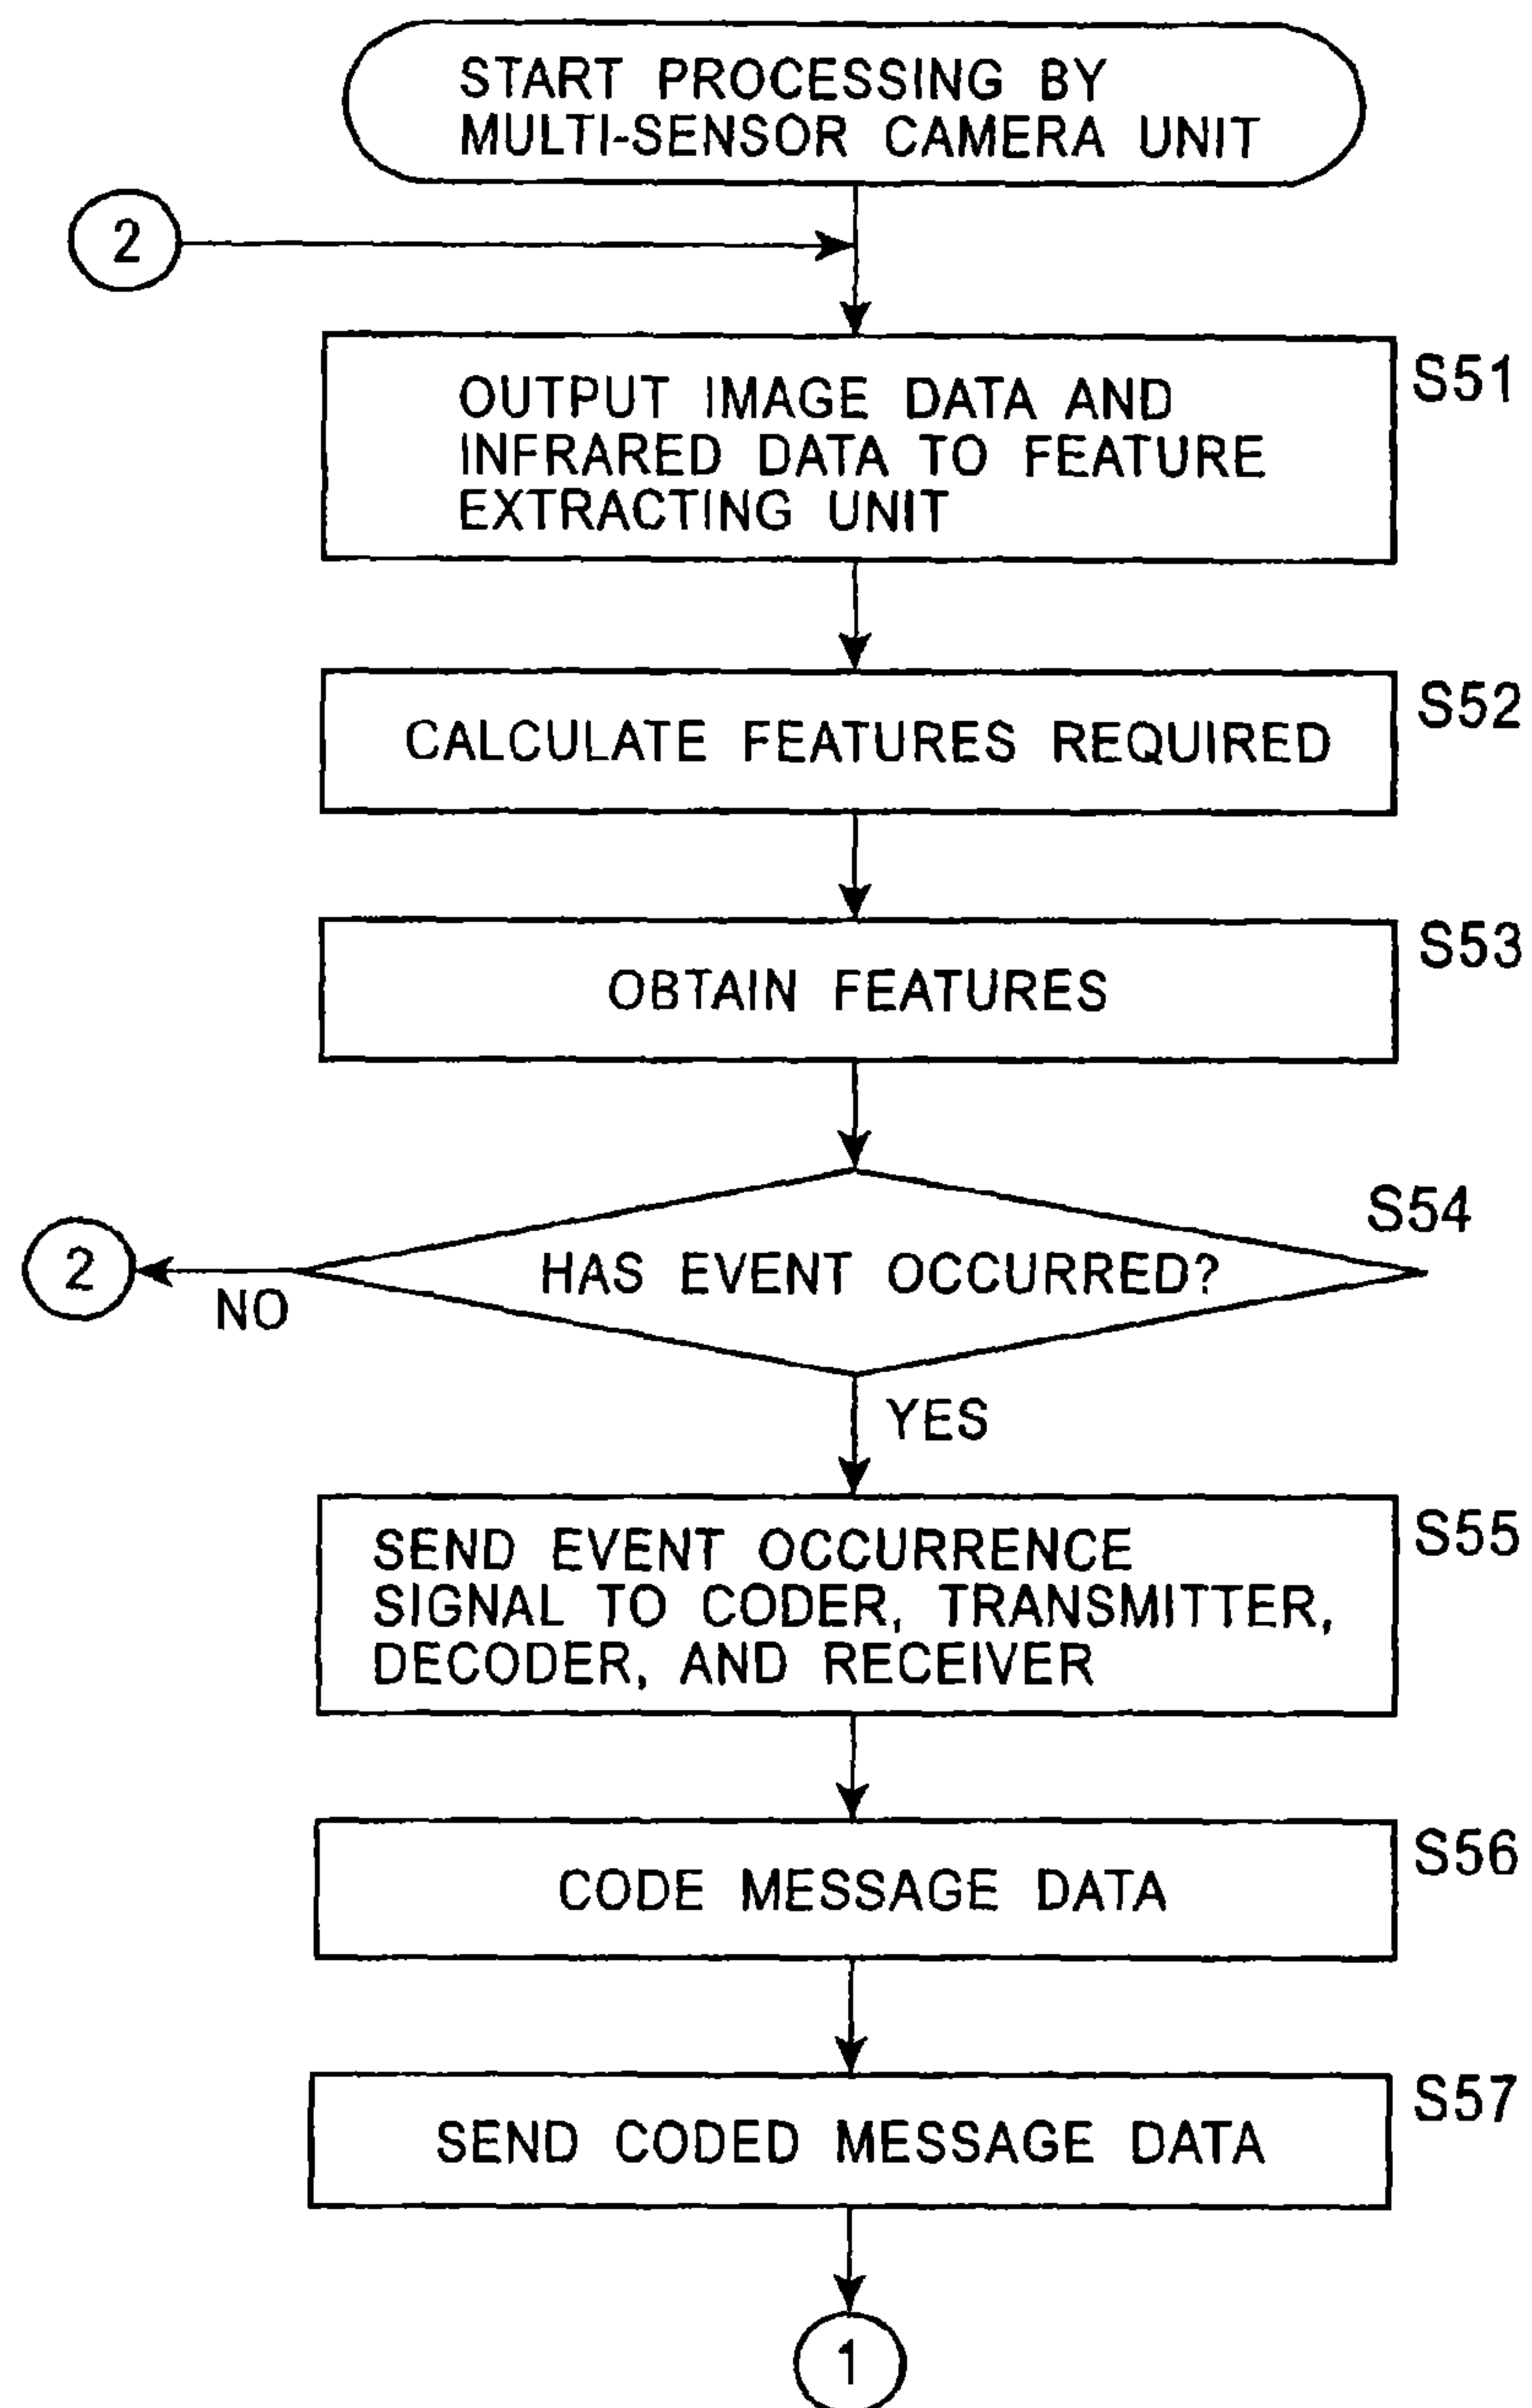 START PROCESSING BY
MULTI-SENSOR CAMERA UNIT
2
S51
OUTPUT IMAGE DATA AND
INFRARED DATA TO FEATURE
EXTRACTING UNIT
S52
CALCULATE FEATURES REQUIRED
S53
OBTAIN FEATURES
S54
HAS EVENT OCCURRED?
2
NO
YES
S55
SEND EVENT OCCURRENCE
SIGNAL TO CODER, TRANSMITTER,
DECODER, AND RECEIVER
S56
CODE MESSAGE DATA
S57
SEND CODED MESSAGE DATA
1